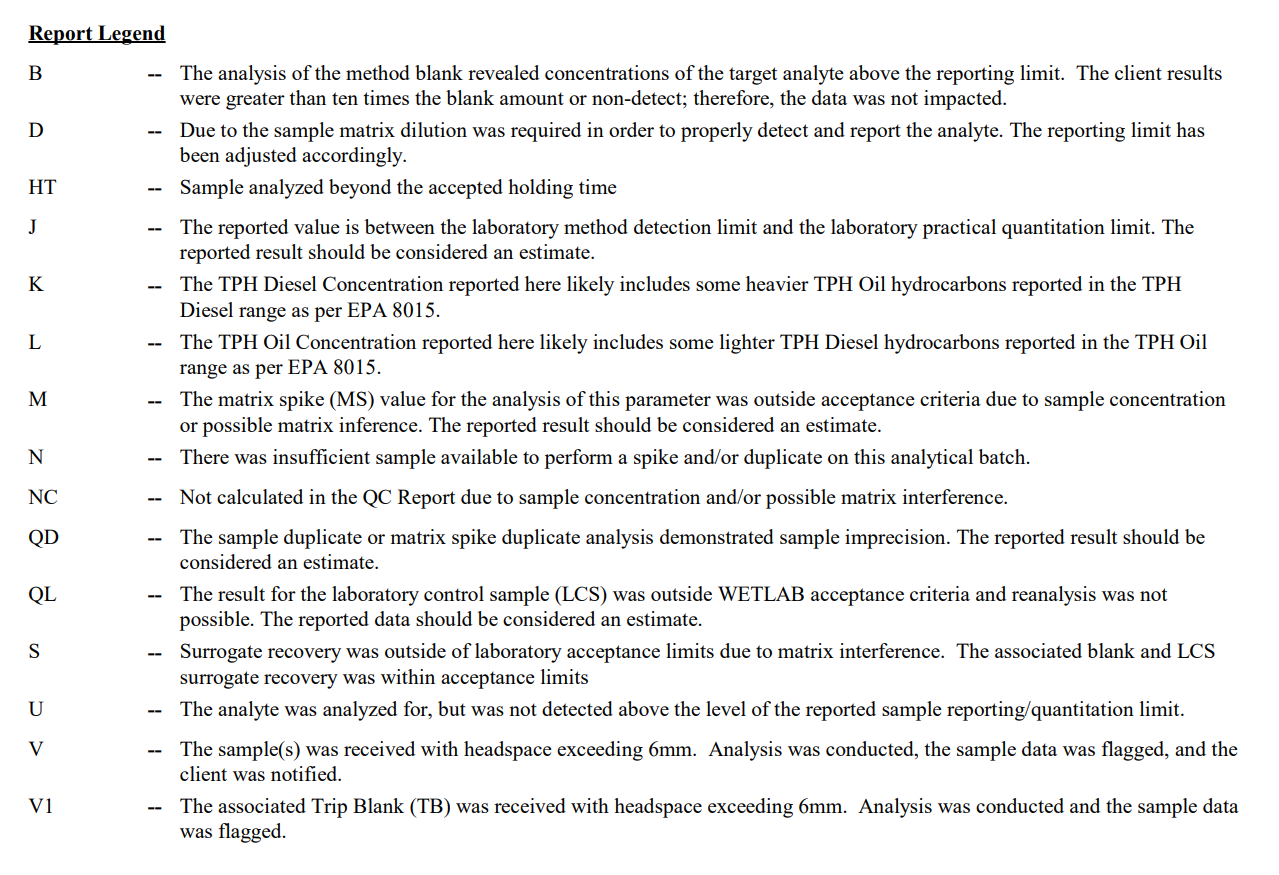 Report Legend
B -- The analysis of the method blank revealed concentrations of the target analyte above the reporting limit.  The client results
were greater than ten times the blank amount or non-detect; therefore, the data was not impacted.
D -- Due to the sample matrix dilution was required in order to properly detect and report the analyte. The reporting limit has
been adjusted accordingly.
HT -- Sample analyzed beyond the accepted holding time
J -- The reported value is between the laboratory method detection limit and the laboratory practical quantitation limit. The
reported result should be considered an estimate.
K -- The TPH Diesel Concentration reported here likely includes some heavier TPH Oil hydrocarbons reported in the TPH
Diesel range as per EPA 8015.
L -- The TPH Oil Concentration reported here likely includes some lighter TPH Diesel hydrocarbons reported in the TPH Oil
range as per EPA 8015.
M -- The matrix spike (MS) value for the analysis of this parameter was outside acceptance criteria due to sample concentration
or possible matrix inference. The reported result should be considered an estimate.
N -- There was insufficient sample available to perform a spike and/or duplicate on this analytical batch.
NC -- Not calculated in the QC Report due to sample concentration and/or possible matrix interference.
QD -- The sample duplicate or matrix spike duplicate analysis demonstrated sample imprecision. The reported result should be
considered an estimate.
QL -- The result for the laboratory control sample (LCS) was outside WETLAB acceptance criteria and reanalysis was not
possible. The reported data should be considered an estimate.
S -- Surrogate recovery was outside of laboratory acceptance limits due to matrix interference.  The associated blank and LCS
surrogate recovery was within acceptance limits
U -- The analyte was analyzed for, but was not detected above the level of the reported sample reporting/quantitation limit.
V -- The sample(s) was received with headspace exceeding 6mm.  Analysis was conducted, the sample data was flagged, and the
client was notified.
V1 -- The associated Trip Blank (TB) was received with headspace exceeding 6mm.  Analysis was conducted and the sample data
was flagged.